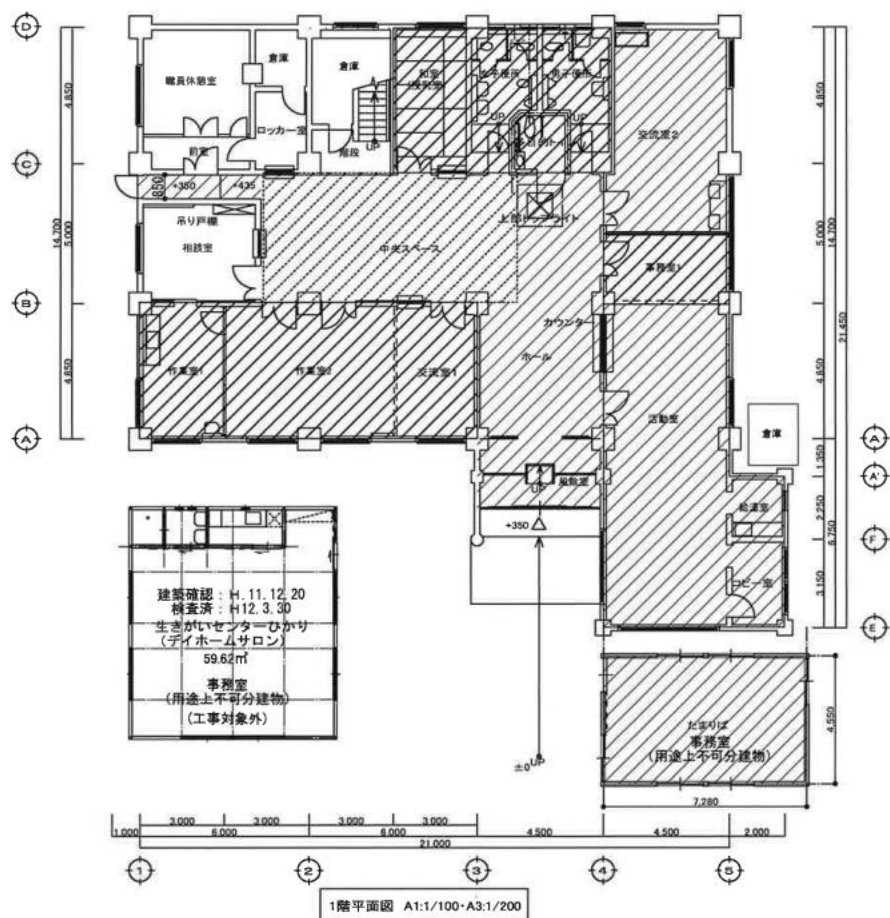 D
4.850
C
5.000
14.700
B
4.850
A
職員休憩室
倉庫
倉庫
ロッカー室
前室
階段
UP
和室
女子便所
男子便所
UP
UP
交流室2
850
+350
+435
吊り戸棚
相談室
中央スペース
上部トップライト
事務室1
カウンター
ホール
作業室1
作業室2
交流室1
活動室
倉庫
風除室
UP
+350
給湯室
コピー室
4.850
5.000
14.700
4.850
21.450
A
1.350
A'
2.250
F
6.750
3.150
E
建築確認：H.11.12.20
検査済：H12.3.30
生きがいセンターひかり
(デイホームサロン)
59.62㎡
事務室
(用途上不可分建物)
(工事対象外)
±0
UP
たまりば
事務室
(用途上不可分建物)
4.550
7.280
3.000
3.000
3.000
1.000
6.000
6.000
4.500
4.500
2.000
21.000
1
2
3
4
5
1階平面図 A1:1/100・A3:1/200